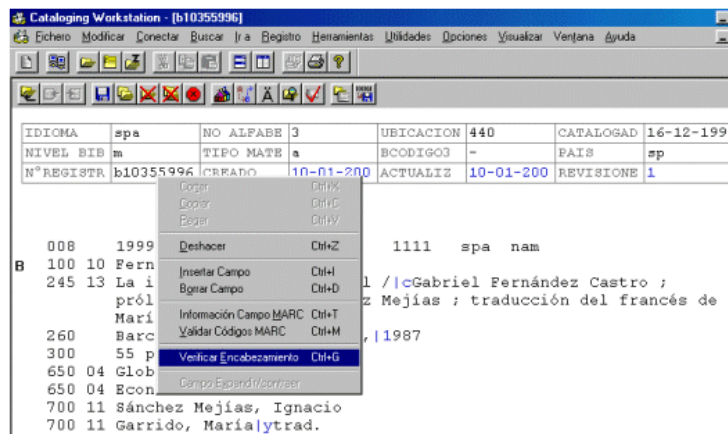 Cataloging Workstation - [b10355996]
Fichero Modificar Conectar Buscar Ir a Registro Herramientas Utilidades Opciones Visualizar Ventana Ayuda
IDIOMA spa NO ALFABE 3 UBICACION 440 CATALOGAD 16-12-199
NIVEL BIB m TIPO MATE a BCODIGO3 - PAIS sp
NºREGISTR b10355996 CREADO 10-01-200 ACTUALIZ 10-01-200 REVISIONE 1
Cortar Ctrl+X
Copiar Ctrl+C
Pegar Ctrl+V
Deshacer Ctrl+Z
Insertar Campo Ctrl+I
Borrar Campo Ctrl+D
Información Campo MARC Ctrl+T
Validar Códigos MARC Ctrl+M
Verificar Encabezamiento Ctrl+G
Campo Expandir/contraer
008 1999 1111 spa nam
B 100 10 Fern
245 13 La i l /|cGabriel Fernández Castro ;
pról z Mejías ; traducción del francés de
Marí
260 Barc ,|1987
300 55 p
650 04 Glob
650 04 Econ
700 11 Sánchez Mejías, Ignacio
700 11 Garrido, María|ytrad.